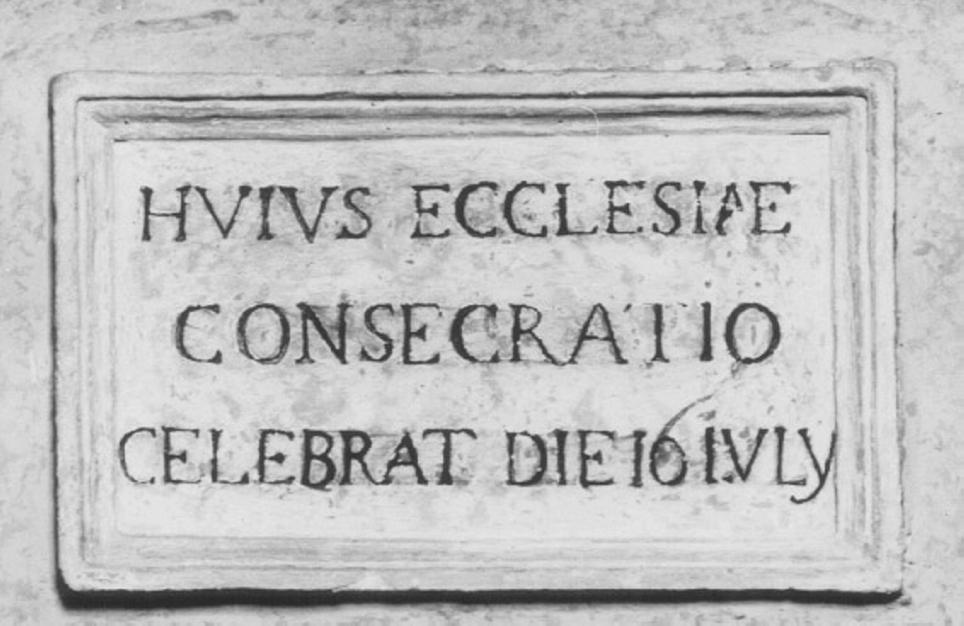 HVIVS ECCLESIAE
CONSECRATIO
CELEBRAT DIE 16 IVLY